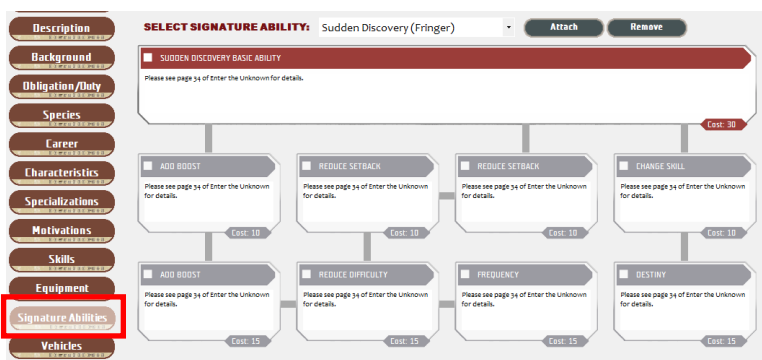 Description
SELECT SIGNATURE ABILITY: Sudden Discovery (Fringer) Attach Remove
Background
SUDDEN DISCOVERY BASIC ABILITY
Please see page 34 of Enter the Unknown for details.
Obligation/Duty
Species
Cost: 30
Career
ADD BOOST REDUCE SETBACK REDUCE SETBACK CHANGE SKILL
Characteristics
Please see page 34 of Enter the Unknown Please see page 34 of Enter the Unknown Please see page 34 of Enter the Unknown Please see page 34 of Enter the Unknown
for details. for details. for details. for details.
Specializations
Motivations
Cost: 10 Cost: 10 Cost: 10 Cost: 10
Skills
ADD BOOST REDUCE DIFFICULTY FREQUENCY DESTINY
Equipment
Please see page 34 of Enter the Unknown Please see page 34 of Enter the Unknown Please see page 34 of Enter the Unknown Please see page 34 of Enter the Unknown
for details. for details. for details. for details.
Signature Abilities
Cost: 15 Cost: 15 Cost: 15 Cost: 15
Vehicles